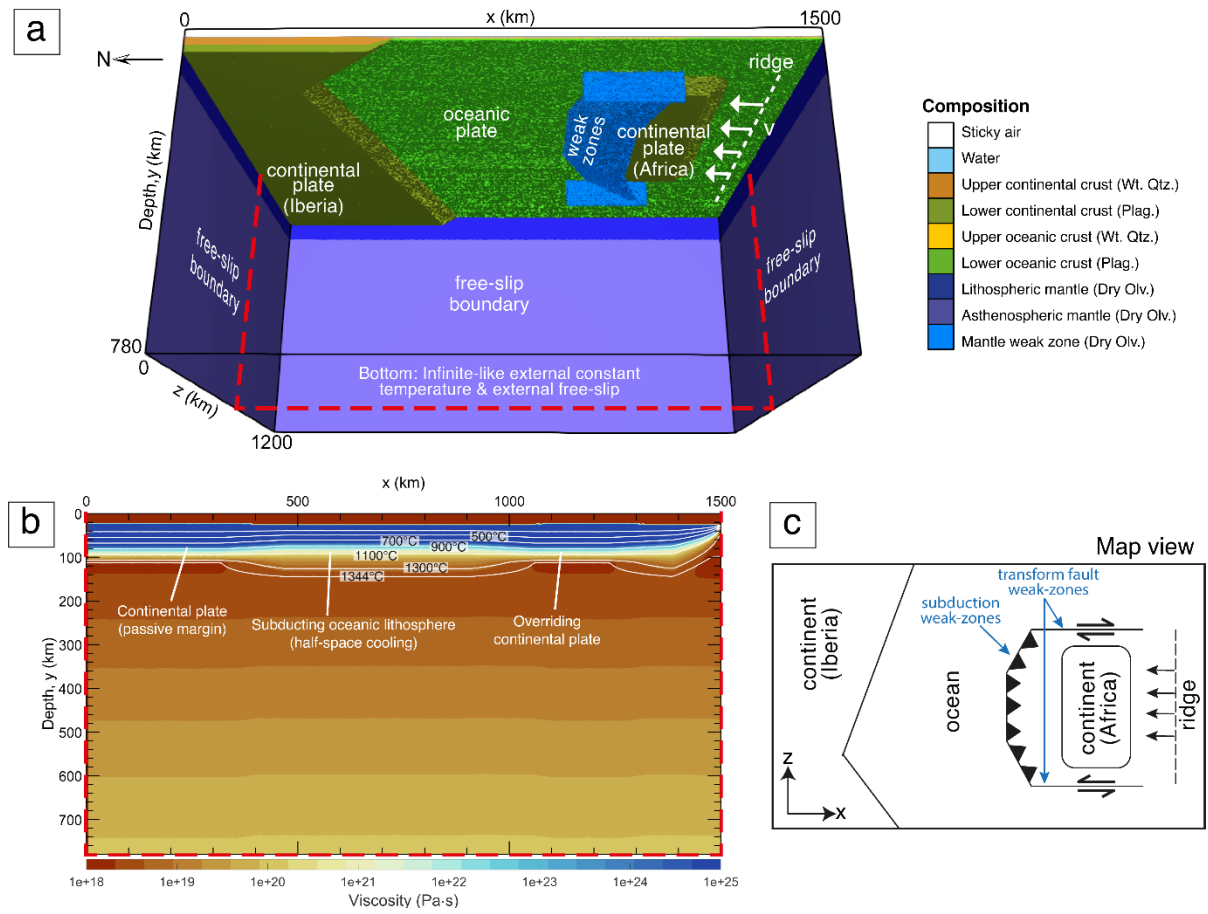 a
x (km)
0
1500
N
ridge
oceanic
plate
weak
zones
continental
plate
(Africa)
v
continental
plate
(Iberia)
Depth,y (km)
free-slip
boundary
free-slip
boundary
free-slip
boundary
780
0
z (km)
1200
Bottom: Infinite-like external constant
temperature & external free-slip
Composition
Sticky air
Water
Upper continental crust (Wt. Qtz.)
Lower continental crust (Plag.)
Upper oceanic crust (Wt. Qtz.)
Lower oceanic crust (Plag.)
Lithospheric mantle (Dry Olv.)
Asthenospheric mantle (Dry Olv.)
Mantle weak zone (Dry Olv.)
b
x (km)
0 500 1000 1500
0
100
200
300
400
500
600
700
Depth, y (km)
500°C
700°C
900°C
1100°C
1300°C
1344°C
Continental plate
(passive margin)
Subducting oceanic lithosphere
(half-space cooling)
Overriding
continental plate
1e+18 1e+19 1e+20 1e+21 1e+22 1e+23 1e+24 1e+25
Viscosity (Pa·s)
c
Map view
transform fault
weak-zones
subduction
weak-zones
continent
(Iberia)
ocean
continent
(Africa)
ridge
z
x